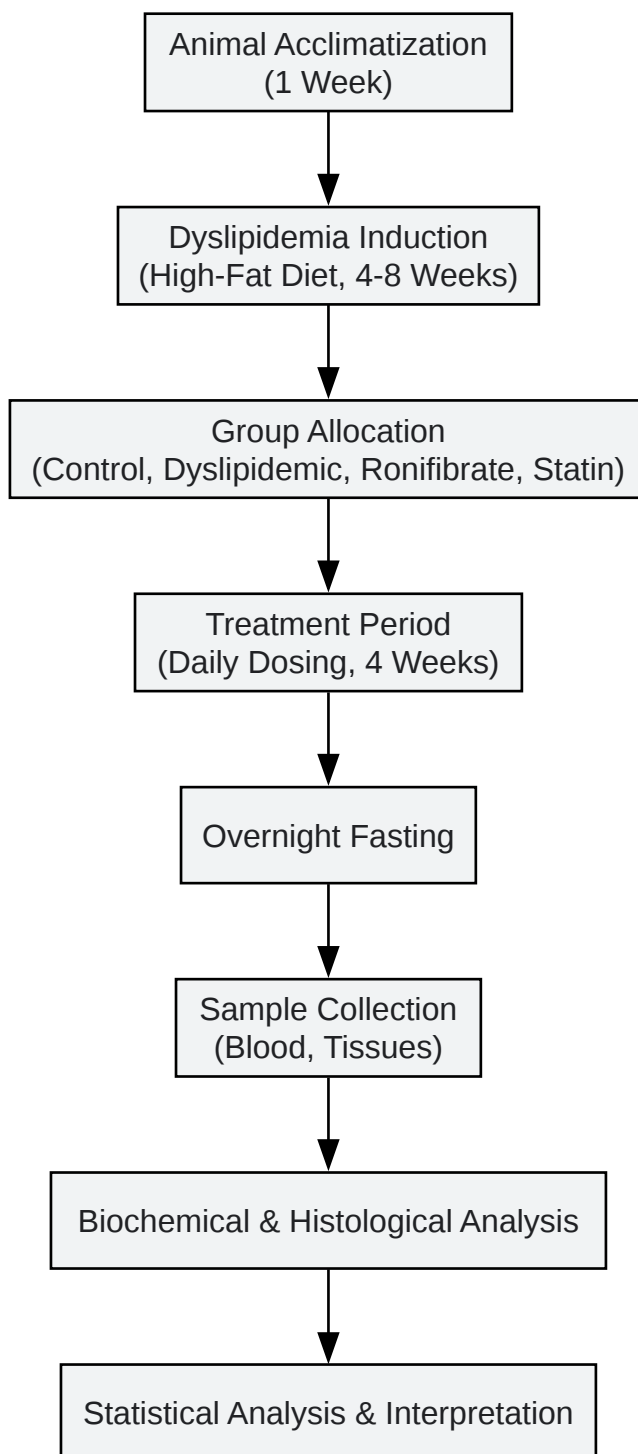 Animal Acclimatization
(1 Week)
Dyslipidemia Induction
(High-Fat Diet, 4-8 Weeks)
Group Allocation
(Control, Dyslipidemic, Ronifibrate, Statin)
Treatment Period
(Daily Dosing, 4 Weeks)
Overnight Fasting
Sample Collection
(Blood, Tissues)
Biochemical & Histological Analysis
Statistical Analysis & Interpretation